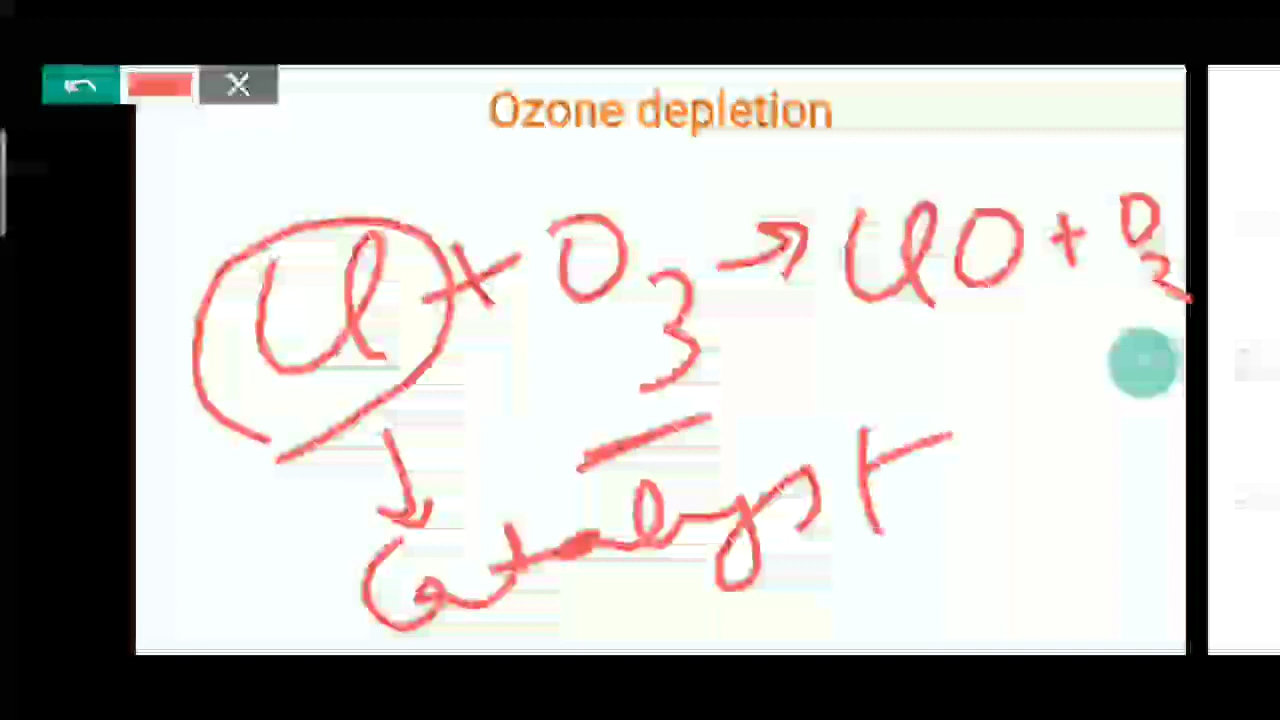 Ozone depletion
Cl + O3 → ClO + O2
Catalyst